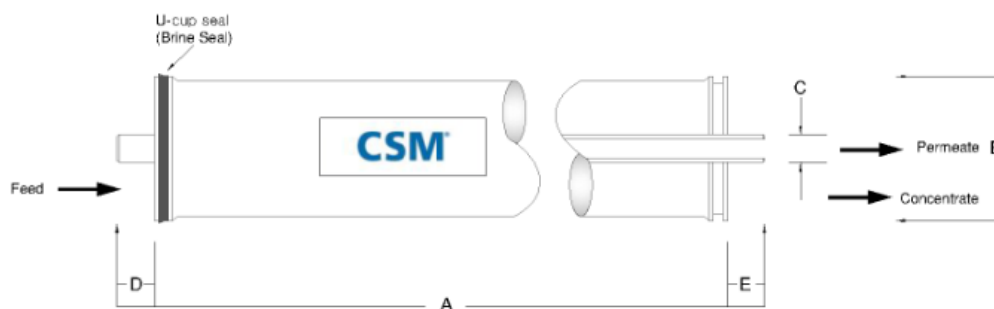 U-cup seal
(Brine Seal)
C
CSM
Permeate
Feed
Concentrate
D
E
A